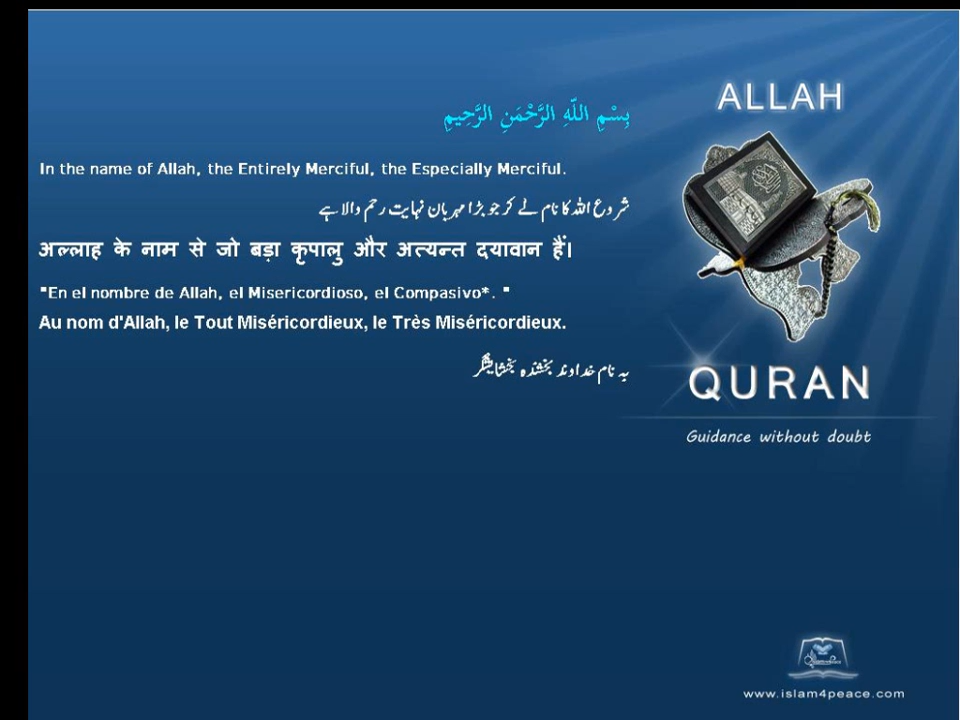 بِسْمِ اللَّهِ الرَّحْمَنِ الرَّحِيمِ
In the name of Allah, the Entirely Merciful, the Especially Merciful.
شروع الله کا نام لے کر جو بڑا مہربان نہایت رحم والا ہے
अल्लाह के नाम से जो बड़ा कृपालु और अत्यन्त दयावान हैं।
"En el nombre de Allah, el Misericordioso, el Compasivo*. "
Au nom d'Allah, le Tout Miséricordieux, le Très Miséricordieux.
به نام خداوند بخشنده بخشایشگر
ALLAH
QURAN
Guidance without doubt
www.islam4peace.com